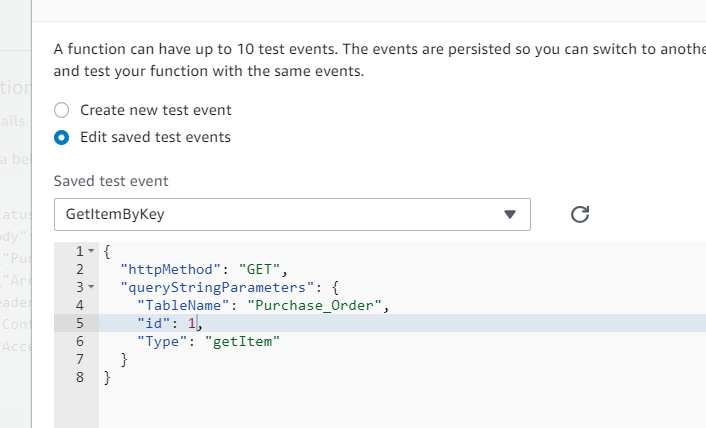 A function can have up to 10 test events. The events are persisted so you can switch to anothe
and test your function with the same events.
Create new test event
Edit saved test events
Saved test event
GetItemByKey
1 {
2 "httpMethod": "GET",
3 "queryStringParameters": {
4 "TableName": "Purchase_Order",
5 "id": 1,
6 "Type": "getItem"
7 }
8 }